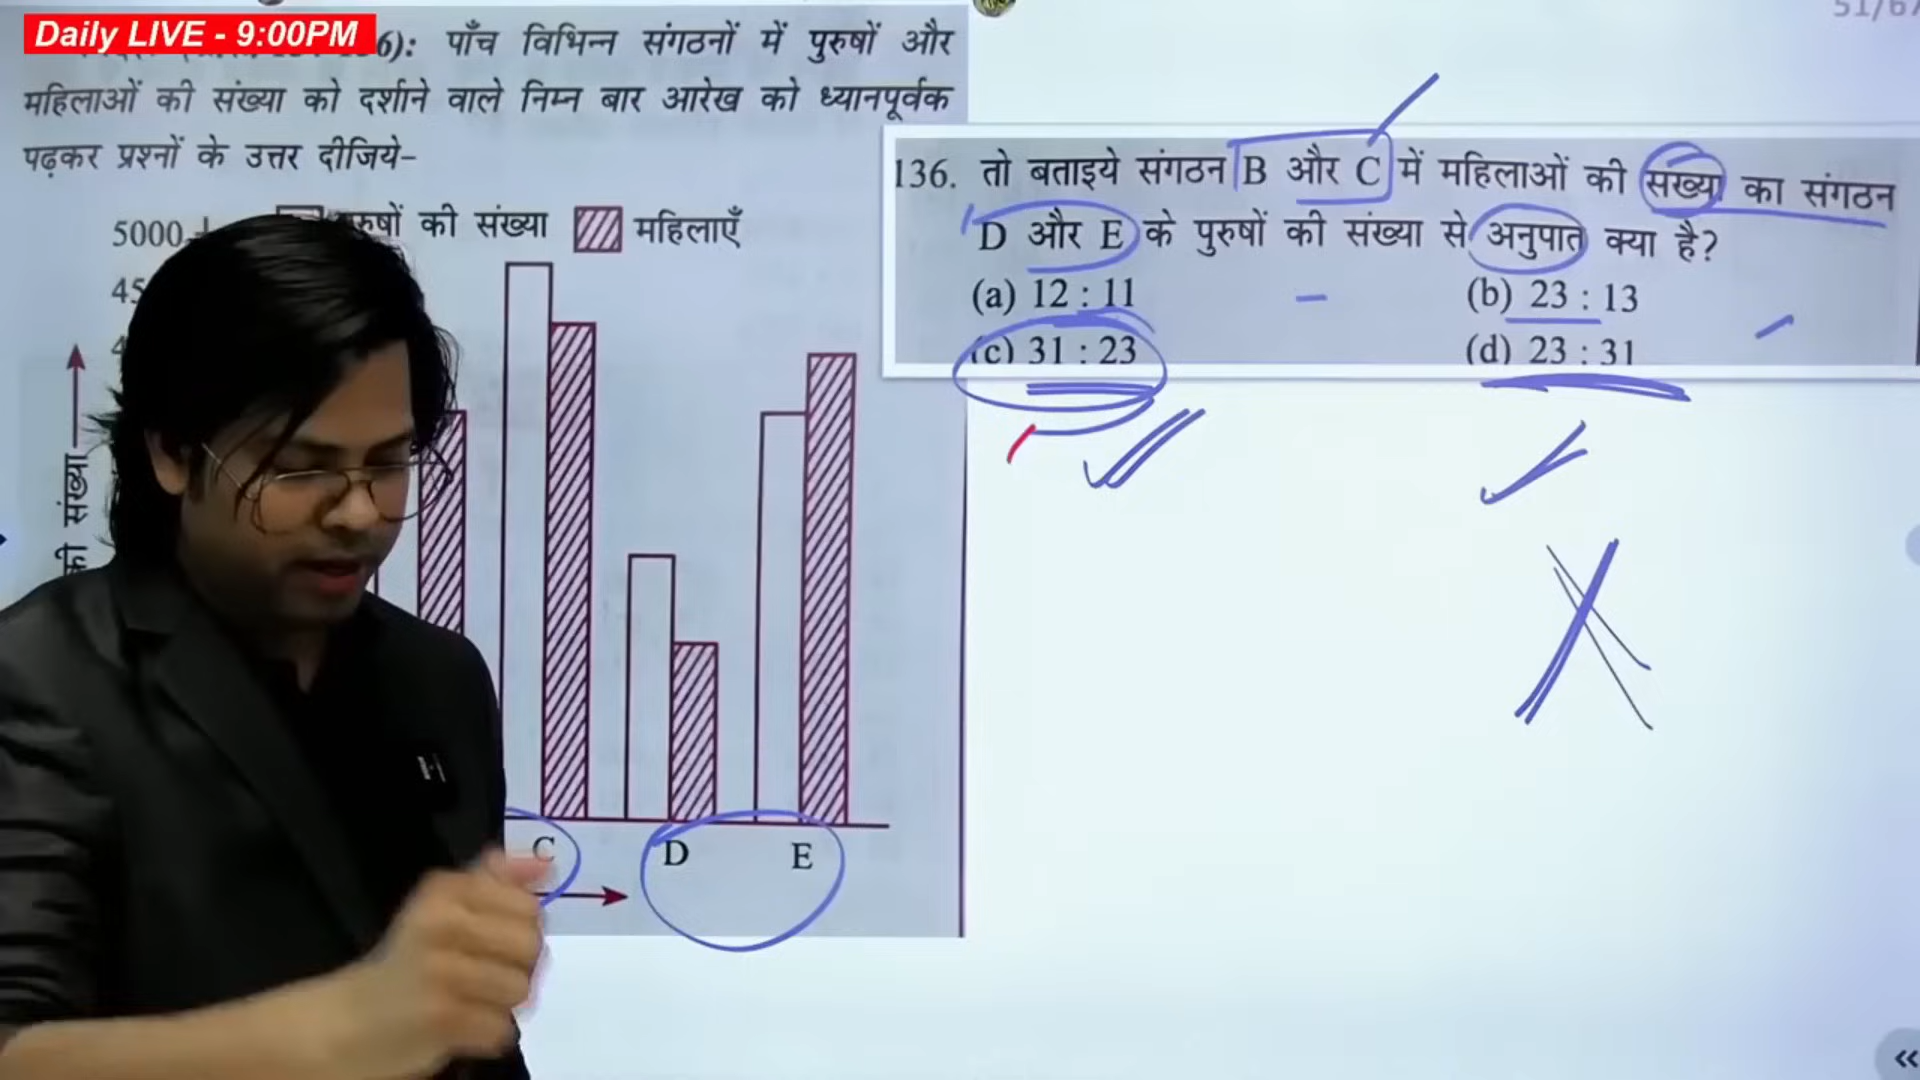 Daily LIVE - 9:00PM
6): पाँच विभिन्न संगठनों में पुरुषों और
महिलाओं की संख्या को दर्शाने वाले निम्न बार आरेख को ध्यानपूर्वक
पढ़कर प्रश्नों के उत्तर दीजिये-
5000
की संख्या
महिलाएँ
45
4
की संख्या
C
D
E
136. तो बताइये संगठन B और C में महिलाओं की संख्या का संगठन
D और E के पुरुषों की संख्या से अनुपात क्या है?
(a) 12 : 11
(b) 23 : 13
(c) 31 : 23
(d) 23 : 31
«